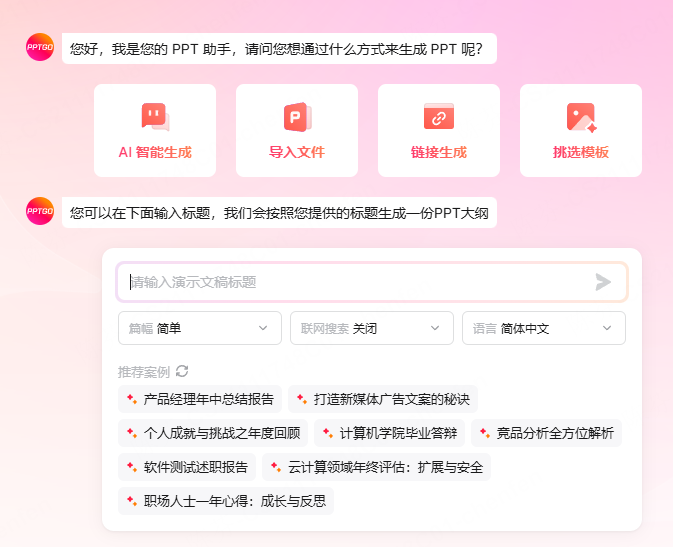 PPTGO
您好，我是您的 PPT 助手，请问您想通过什么方式来生成 PPT 呢？
AI 智能生成
导入文件
链接生成
挑选模板
PPTGO
您可以在下面输入标题，我们会按照您提供的标题生成一份PPT大纲
请输入演示文稿标题
篇幅 简单
联网搜索 关闭
语言 简体中文
推荐案例
产品经理年中总结报告
打造新媒体广告文案的秘诀
个人成就与挑战之年度回顾
计算机学院毕业答辩
竞品分析全方位解析
软件测试述职报告
云计算领域年终评估：扩展与安全
职场人士一年心得：成长与反思